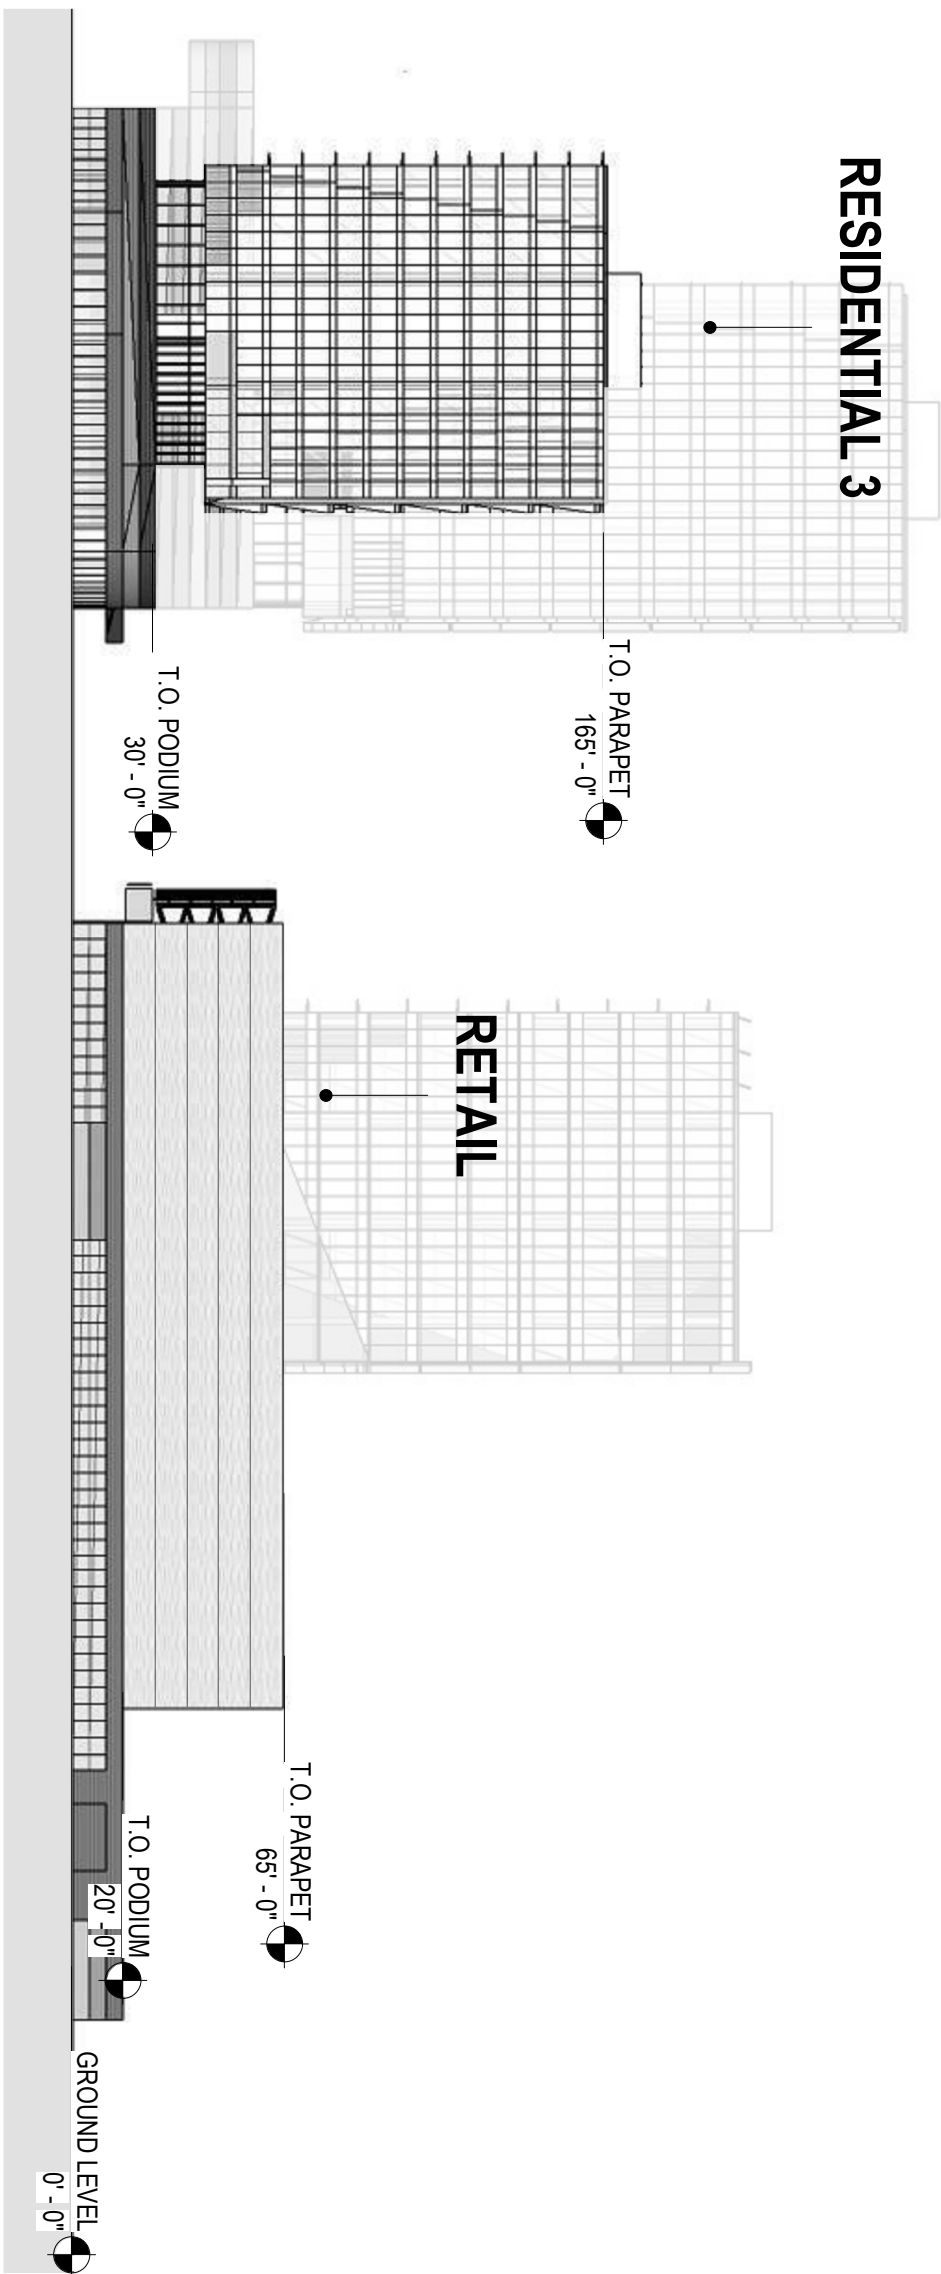 RESIDENTIAL 3
T.O. PARAPET
165' - 0"
T.O. PODIUM
30' - 0"
RETAIL
T.O. PARAPET
65' - 0"
T.O. PODIUM
20' - 0"
GROUND LEVEL
0' - 0"